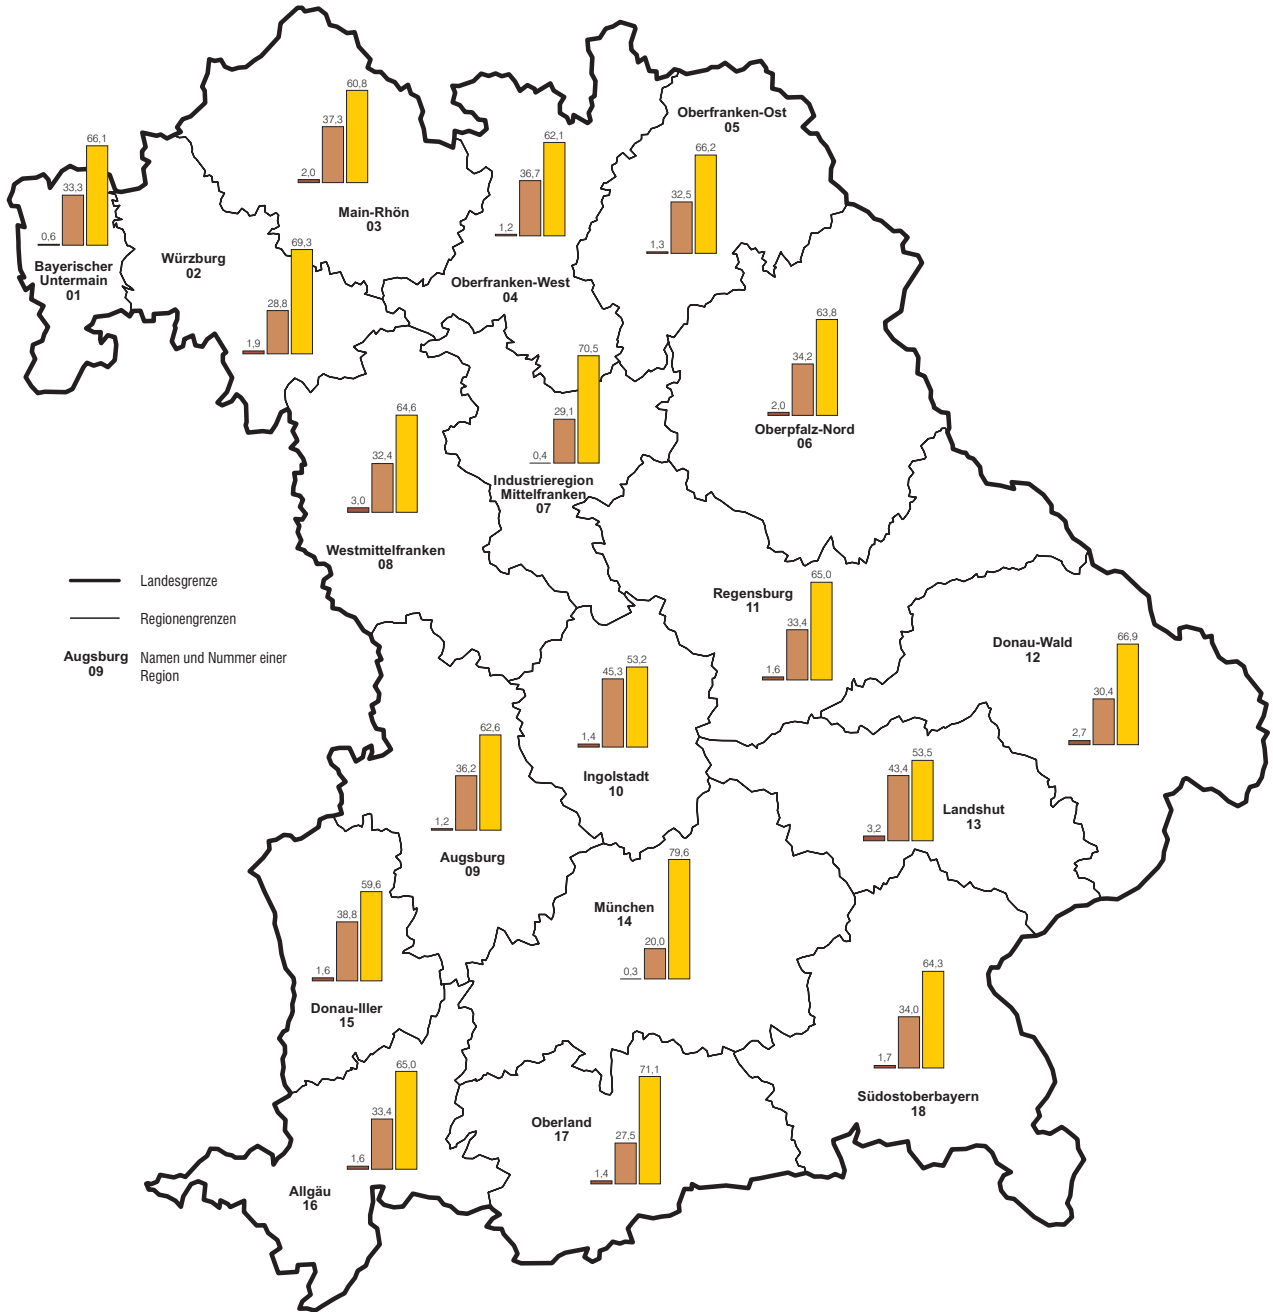 60,8
37,3
2,0
Main-Rhön
03
Oberfranken-Ost
05
66,2
32,5
1,3
62,1
36,7
1,2
Oberfranken-West
04
66,1
33,3
0,6
Bayerischer
Untermain
01
Würzburg
02
69,3
28,8
1,9
63,8
34,2
2,0
Oberpfalz-Nord
06
70,5
29,1
0,4
Industrieregion
Mittelfranken
07
64,6
32,4
3,0
Westmittelfranken
08
Landesgrenze
Regionengrenzen
Augsburg
09
Namen und Nummer einer
Region
Regensburg
11
65,0
33,4
1,6
Donau-Wald
12
66,9
30,4
2,7
53,2
45,3
1,4
Ingolstadt
10
62,6
36,2
1,2
Augsburg
09
53,5
43,4
3,2
Landshut
13
79,6
München
14
20,0
0,3
59,6
38,8
1,6
Donau-Iller
15
64,3
34,0
1,7
Südostoberbayern
18
65,0
33,4
1,6
Allgäu
16
71,1
Oberland
17
27,5
1,4